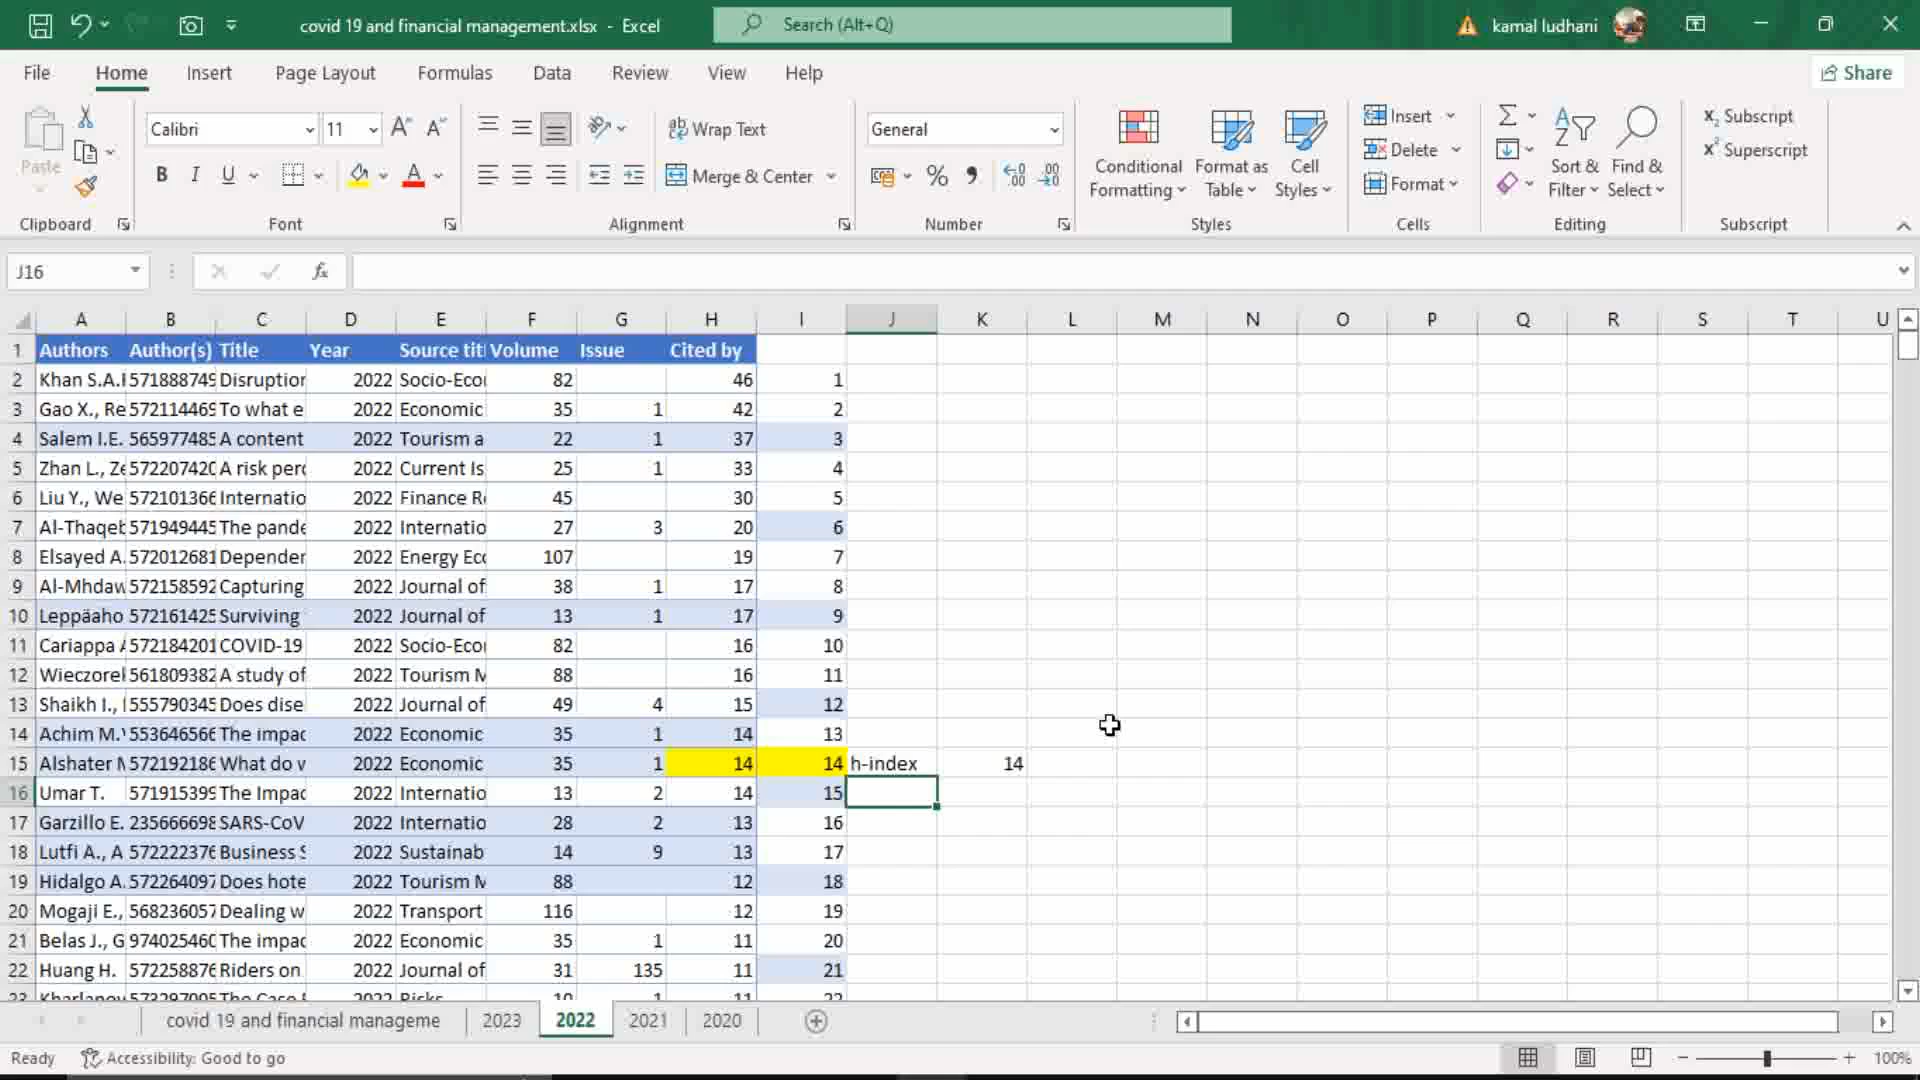 covid 19 and financial management.xlsx - Excel
Search (Alt+Q)
kamal ludhani
File Home Insert Page Layout Formulas Data Review View Help
Share
Paste
Calibri 11
Wrap Text
General
Conditional Formatting
Format as Table
Cell Styles
Insert
Delete
Format
Sort & Filter
Find & Select
Subscript
Superscript
B I U
Merge & Center
Clipboard Font Alignment Number Styles Cells Editing Subscript
J16
fx
A B C D E F G H I J K L M N O P Q R S T U
1 Authors Author(s) Title Year Source tit Volume Issue Cited by
2 Khan S.A. 571888749 Disruption 2022 Socio-Eco 82 46 1
3 Gao X., Re 572114469 To what e 2022 Economic 35 1 42 2
4 Salem I.E. 565977485 A content 2022 Tourism a 22 1 37 3
5 Zhan L., Ze 572207420 A risk perc 2022 Current Is 25 1 33 4
6 Liu Y., We 572101366 Internatio 2022 Finance R 45 30 5
7 Al-Thaqeb 571949445 The pande 2022 Internatio 27 3 20 6
8 Elsayed A. 572012681 Depender 2022 Energy Eco 107 19 7
9 Al-Mhdaw 572158592 Capturing 2022 Journal of 38 1 17 8
10 Leppäaho 572161425 Surviving 2022 Journal of 13 1 17 9
11 Cariappa 572184201 COVID-19 2022 Socio-Eco 82 16 10
12 Wieczorel 561809382 A study of 2022 Tourism M 88 16 11
13 Shaikh I., 555790345 Does dise 2022 Journal of 49 4 15 12
14 Achim M. 553646566 The impac 2022 Economic 35 1 14 13
15 Alshater 572192186 What do w 2022 Economic 35 1 14 14 h-index 14
16 Umar T. 571915399 The Impac 2022 Internatio 13 2 14 15
17 Garzillo E. 235666698 SARS-CoV 2022 Internatio 28 2 13 16
18 Lutfi A., A 572222376 Business S 2022 Sustainab 14 9 13 17
19 Hidalgo A. 572264097 Does hote 2022 Tourism M 88 12 18
20 Mogaji E., 568236057 Dealing w 2022 Transport 116 12 19
21 Belas J., G 974025460 The impac 2022 Economic 35 1 11 20
22 Huang H. 572258876 Riders on 2022 Journal of 31 135 11 21
23 Kharlanov 573297005 The Case 2022 Risks 10 1 11 22
covid 19 and financial manageme 2023 2022 2021 2020
Ready Accessibility: Good to go 100%